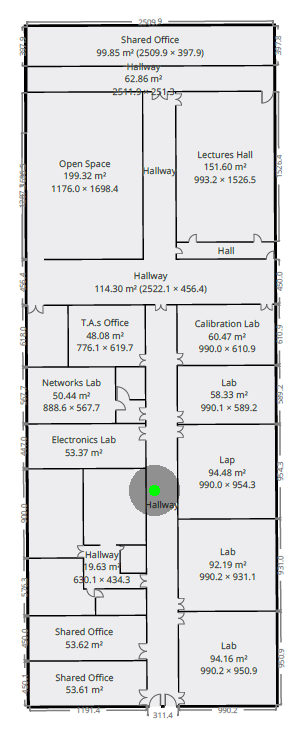 2509.9
Shared Office
99.85 m² (2509.9 × 397.9)
397.9
397.8
Hallway
62.86 m²
2511.9 × 251.3
Open Space
199.32 m²
1176.0 × 1698.4
Hallway
Lectures Hall
151.60 m²
993.2 × 1526.5
1526.4
Hall
Hallway
114.30 m² (2522.1 × 456.4)
456.4
450.0
T.A.s Office
48.08 m²
776.1 × 619.7
618.0
Calibration Lab
60.47 m²
990.0 × 610.9
610.9
Networks Lab
50.44 m²
888.6 × 567.7
567.7
Lab
58.33 m²
990.1 × 589.2
589.2
Electronics Lab
53.37 m²
447.0
Lap
94.48 m²
990.0 × 954.3
954.3
Hallway
900.0
Hallway
19.63 m²
630.1 × 434.3
576.3
Lab
92.19 m²
990.2 × 931.1
931.0
Shared Office
53.62 m²
450.0
Lab
94.16 m²
990.2 × 950.9
950.9
Shared Office
53.61 m²
450.1
1191.4
311.4
990.2